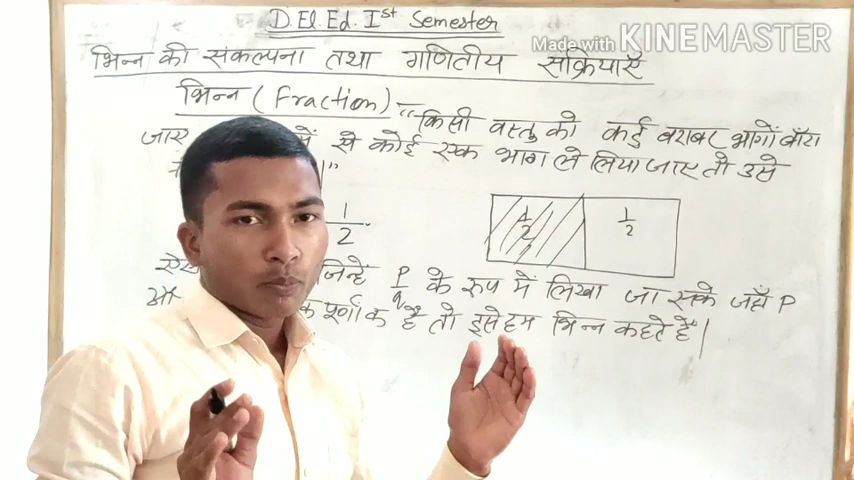 D.El.Ed. Ist Semester
Made with KINEMASTER
भिन्न की संकल्पना तथा गणितीय सक्रियाएँ
भिन्न (Fraction) = "किसी वस्तु को कई बराबर भागों बाँटा
जाए में से कोई एक भाग ले लिया जाए तो उसे
1/2
1/2 1/2
जिन्हें P/q के रूप में लिखा जा सके जहाँ P
पूर्णांक है तो इसे हम भिन्न कहते हैं"|